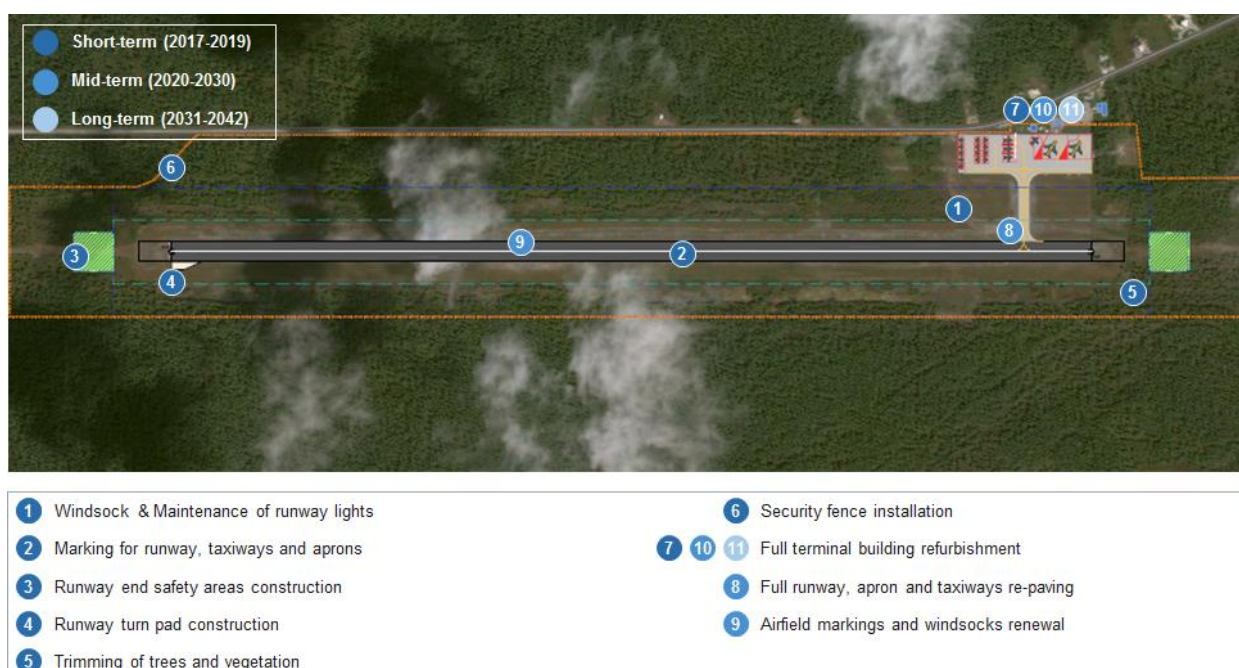 Short-term (2017-2019)
Mid-term (2020-2030)
Long-term (2031-2042)
7 10 11
6
1
8
9
2
3
4
5
1 Windsock & Maintenance of runway lights
2 Marking for runway, taxiways and aprons
3 Runway end safety areas construction
4 Runway turn pad construction
5 Trimming of trees and vegetation
6 Security fence installation
7 10 11 Full terminal building refurbishment
8 Full runway, apron and taxiways re-paving
9 Airfield markings and windsocks renewal